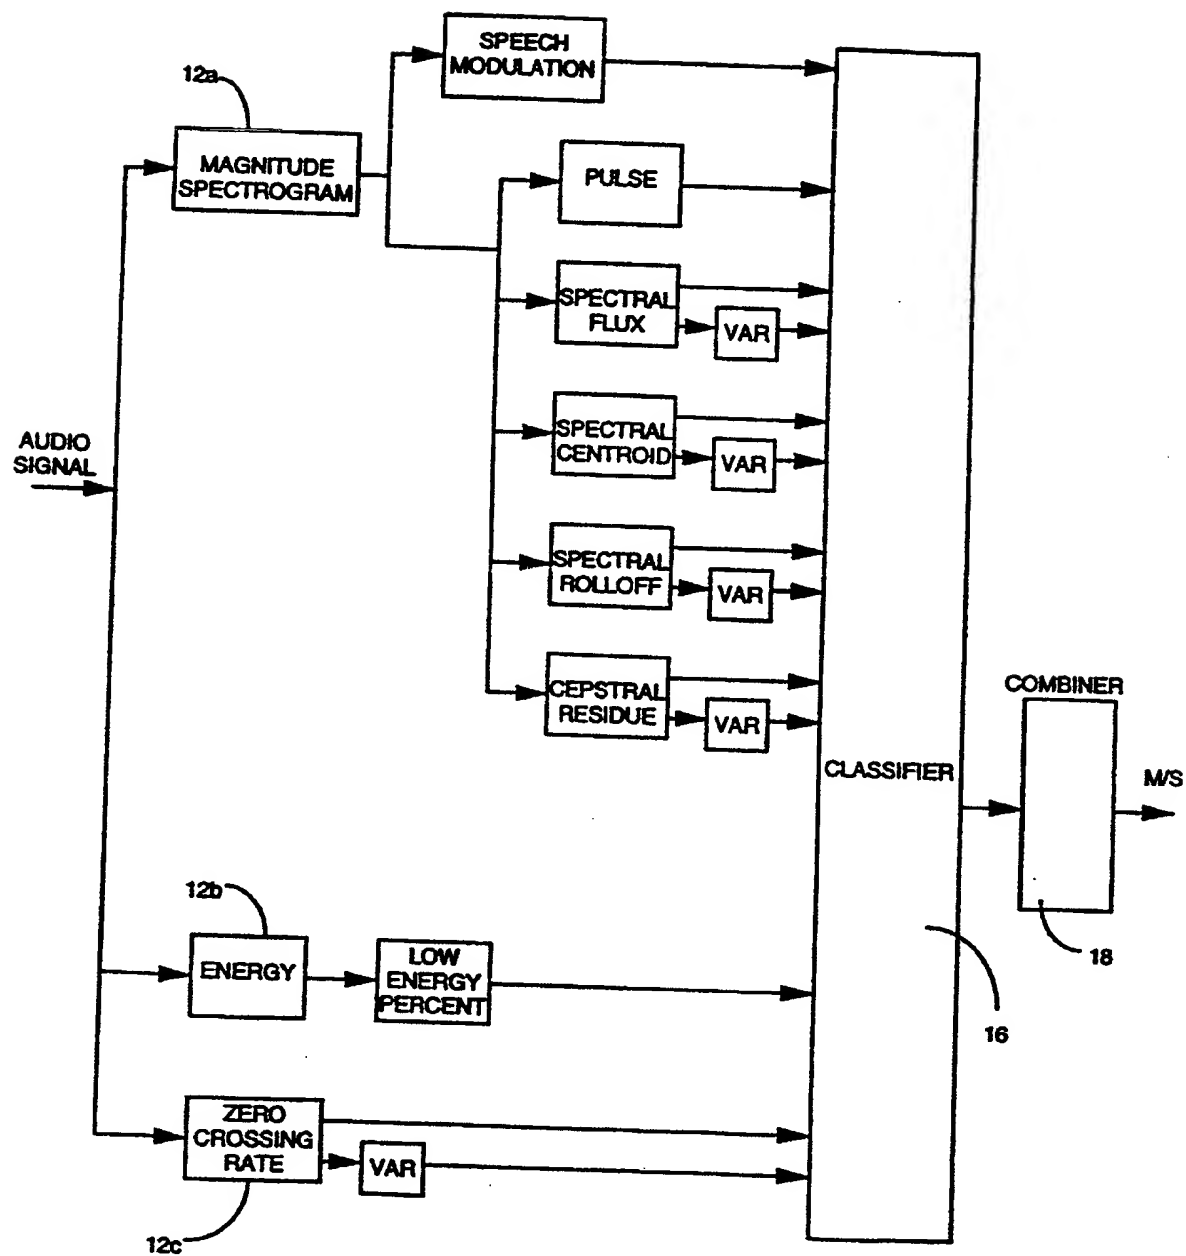 SPEECH
MODULATION
12a
MAGNITUDE
SPECTROGRAM
PULSE
SPECTRAL
FLUX
VAR
AUDIO
SIGNAL
SPECTRAL
CENTROID
VAR
SPECTRAL
ROLLOFF
VAR
CEPSTRAL
RESIDUE
VAR
CLASSIFIER
COMBINER
M/S
12b
ENERGY
LOW
ENERGY
PERCENT
18
16
ZERO
CROSSING
RATE
VAR
12c